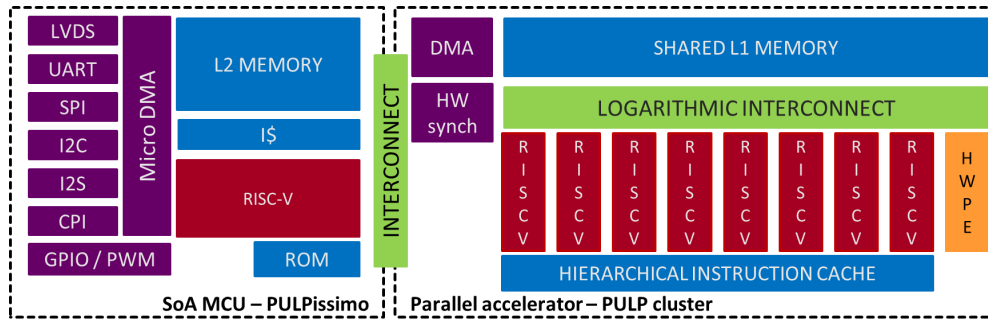 LVDS
UART
SPI
I2C
I2S
CPI
GPIO / PWM
Micro DMA
L2 MEMORY
I$
RISC-V
ROM
SoA MCU – PULPissimo
INTERCONNECT
DMA
HW
synch
SHARED L1 MEMORY
LOGARITHMIC INTERCONNECT
RISCV
RISCV
RISCV
RISCV
RISCV
RISCV
RISCV
RISCV
HWPE
HIERARCHICAL INSTRUCTION CACHE
Parallel accelerator – PULP cluster